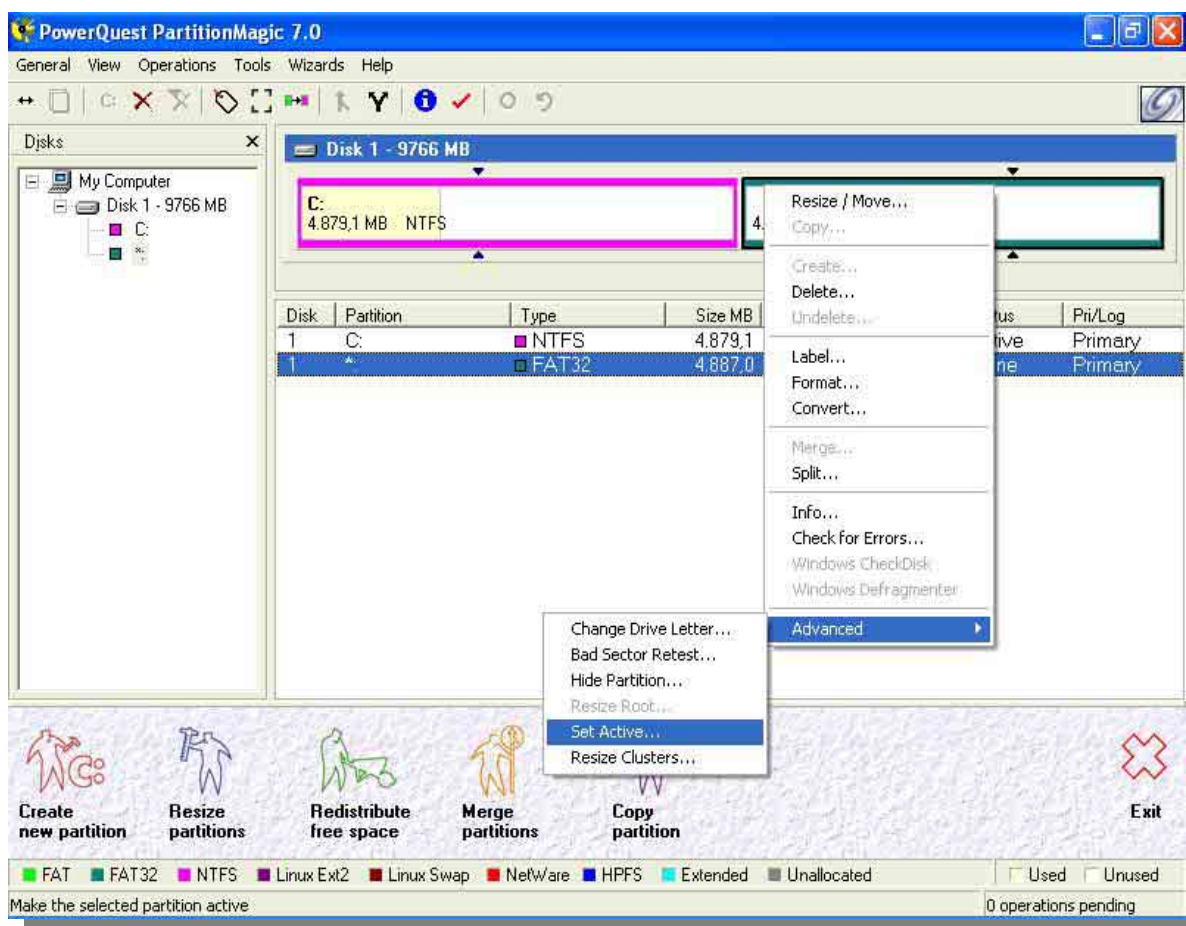 PowerQuest PartitionMagic 7.0
General View Operations Tools Wizards Help
Disks
My Computer
Disk 1 - 9766 MB
C:
*:
Disk 1 - 9766 MB
C:
4.879,1 MB NTFS
4.
Disk Partition Type Size MB tus Pri/Log
1 C: NTFS 4.879,1 ive Primary
1 *: FAT32 4.887,0 ne Primary
Resize / Move...
Copy...
Create...
Delete...
Undelete...
Label...
Format...
Convert...
Merge...
Split...
Info...
Check for Errors...
Windows CheckDisk
Windows Defragmenter
Advanced
Change Drive Letter...
Bad Sector Retest...
Hide Partition...
Resize Root...
Set Active...
Resize Clusters...
Create
new partition
Resize
partitions
Redistribute
free space
Merge
partitions
Copy
partition
Exit
FAT FAT32 NTFS Linux Ext2 Linux Swap NetWare HPFS Extended Unallocated Used Unused
Make the selected partition active
0 operations pending